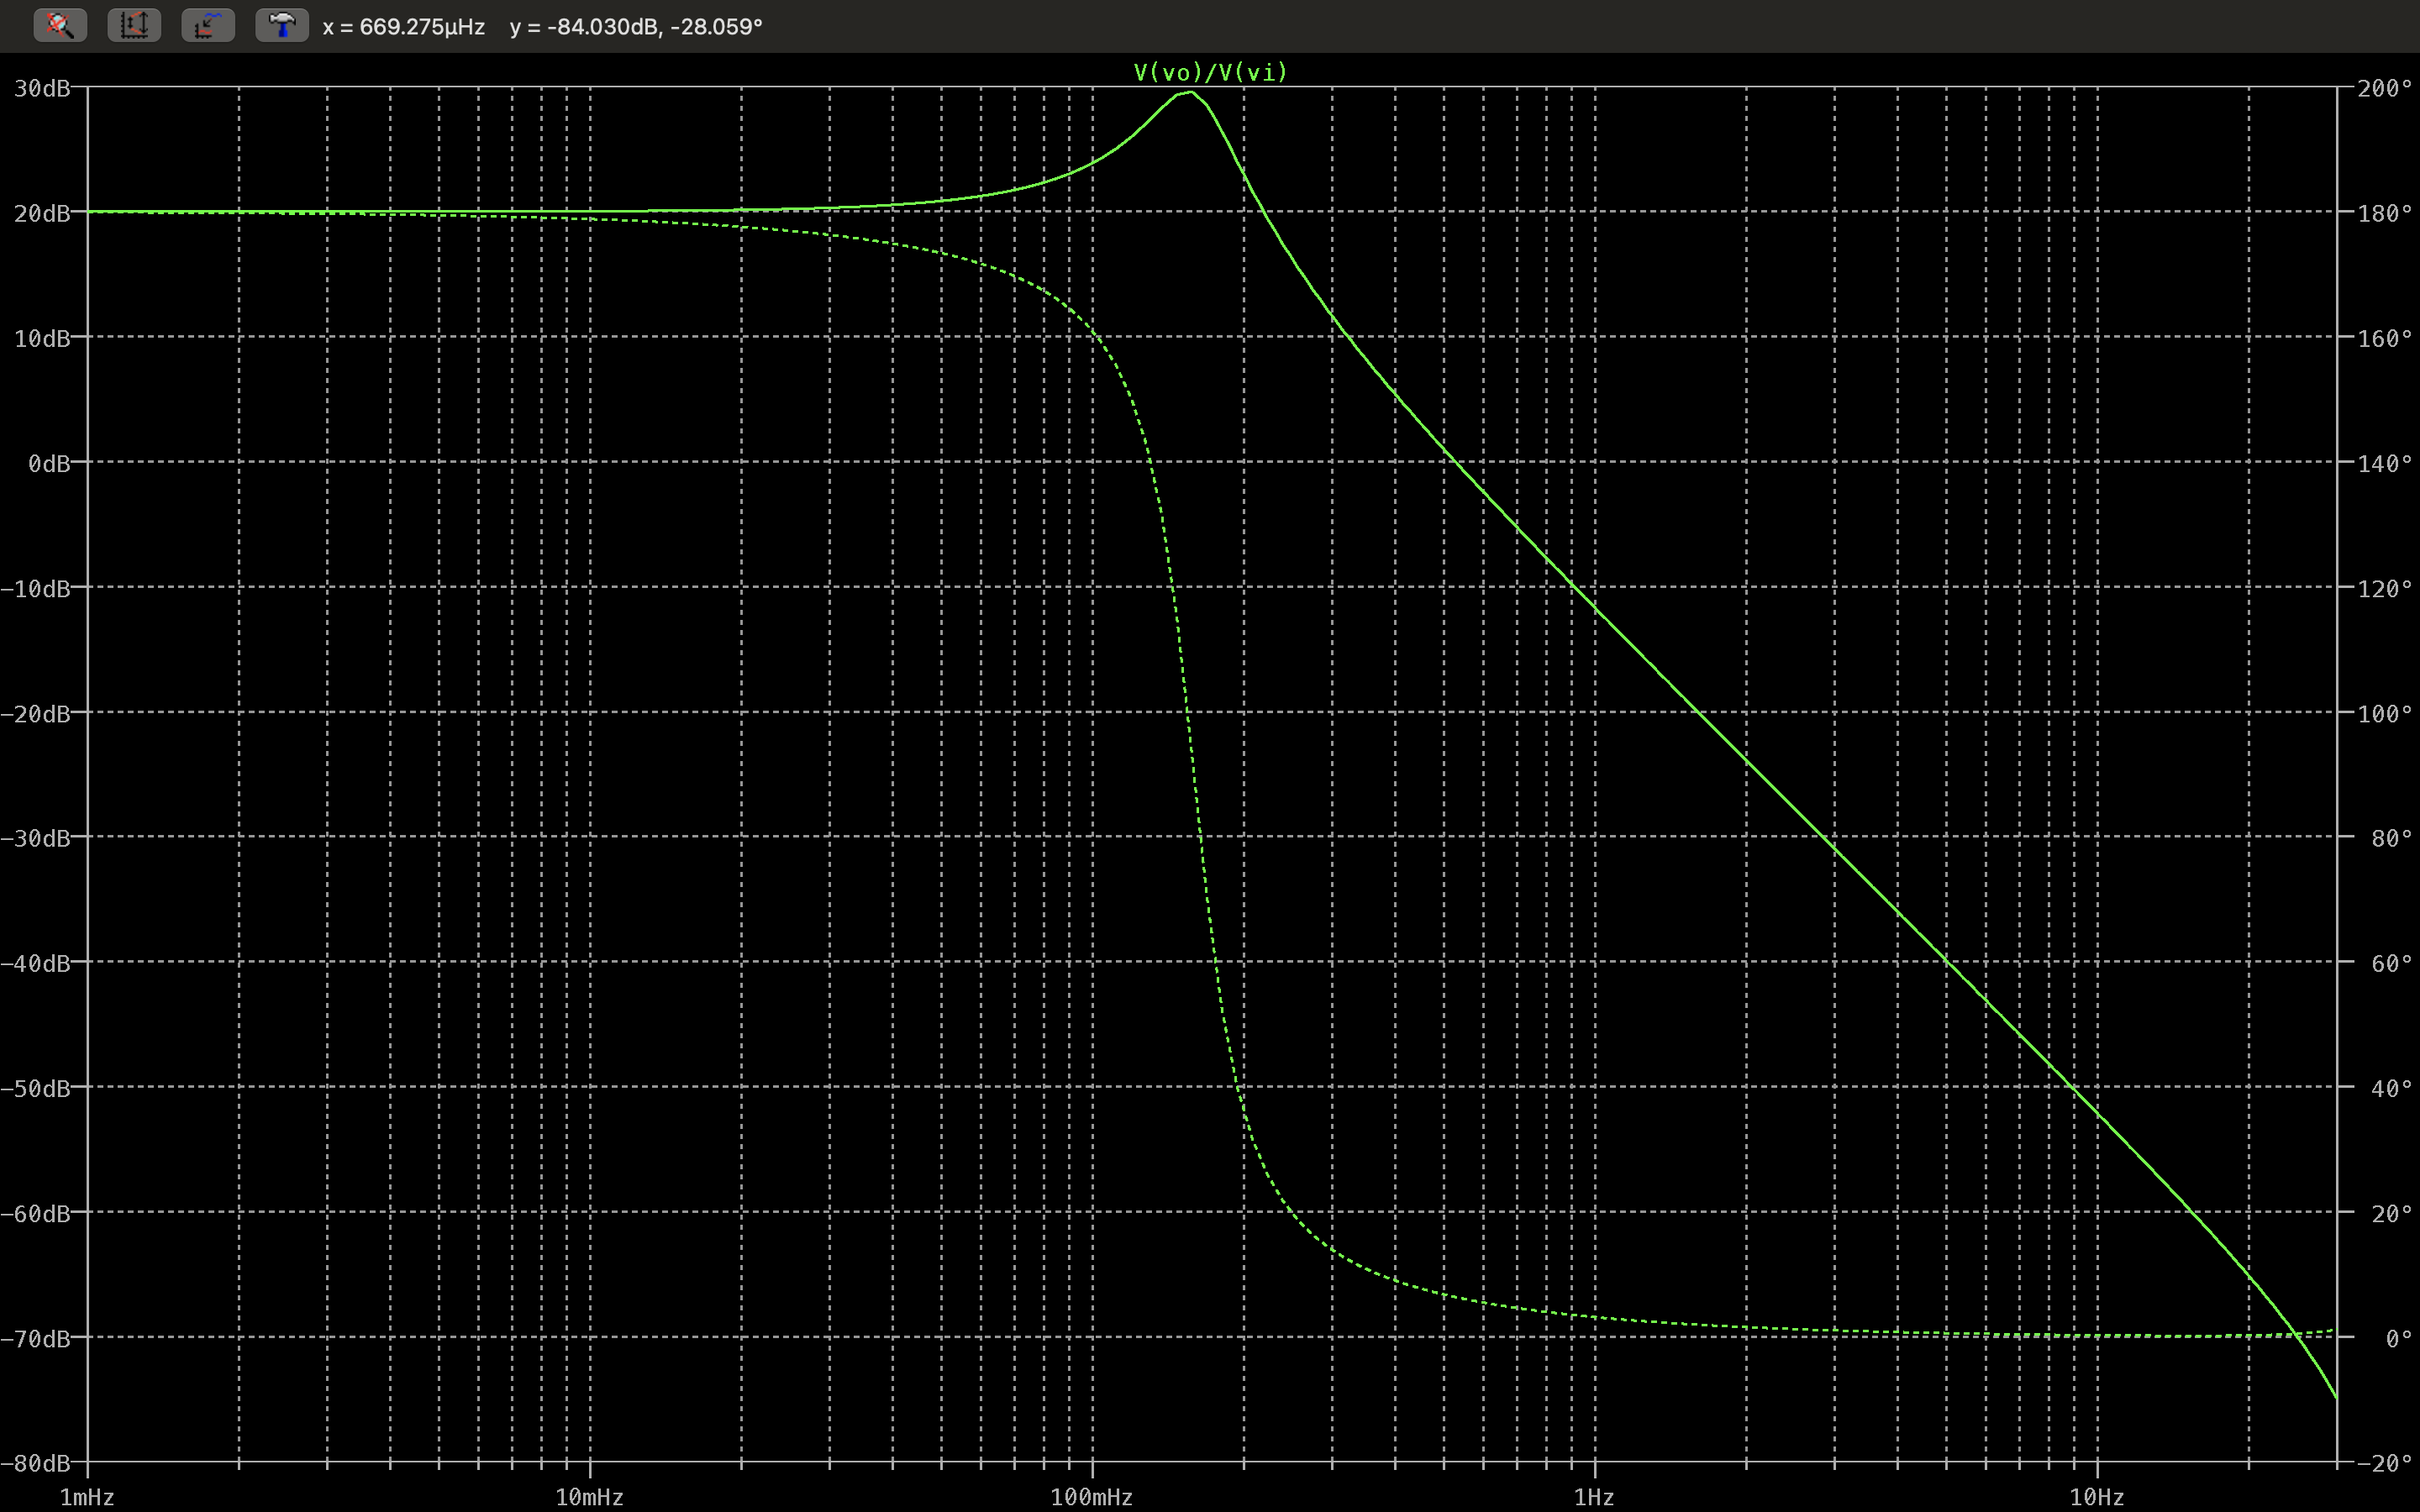 x = 669.275µHz y = -84.030dB, -28.059°
V(vo)/V(vi)
30dB 200°
20dB 180°
10dB 160°
0dB 140°
-10dB 120°
-20dB 100°
-30dB 80°
-40dB 60°
-50dB 40°
-60dB 20°
-70dB 0°
-80dB -20°
1mHz 10mHz 100mHz 1Hz 10Hz